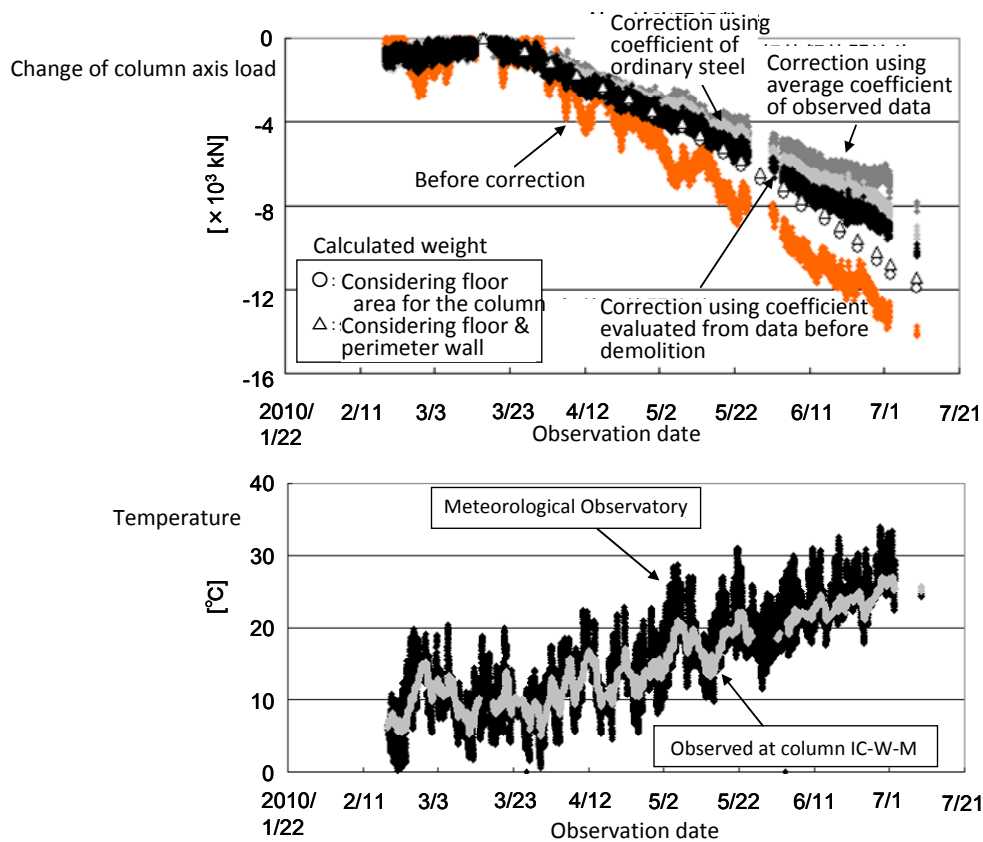 Correction using
coefficient of
ordinary steel
Correction using
average coefficient
of observed data
Change of column axis load
[×10³ kN]
0
-4
-8
-12
-16
Before correction
Calculated weight
○: Considering floor
area for the column
△: Considering floor &
perimeter wall
Correction using coefficient
evaluated from data before
demolition
2010/
1/22
2/11
3/3
3/23
4/12
5/2
5/22
6/11
7/1
7/21
Observation date
Temperature
[℃]
40
30
20
10
0
Meteorological Observatory
Observed at column IC-W-M
2010/
1/22
2/11
3/3
3/23
4/12
5/2
5/22
6/11
7/1
7/21
Observation date